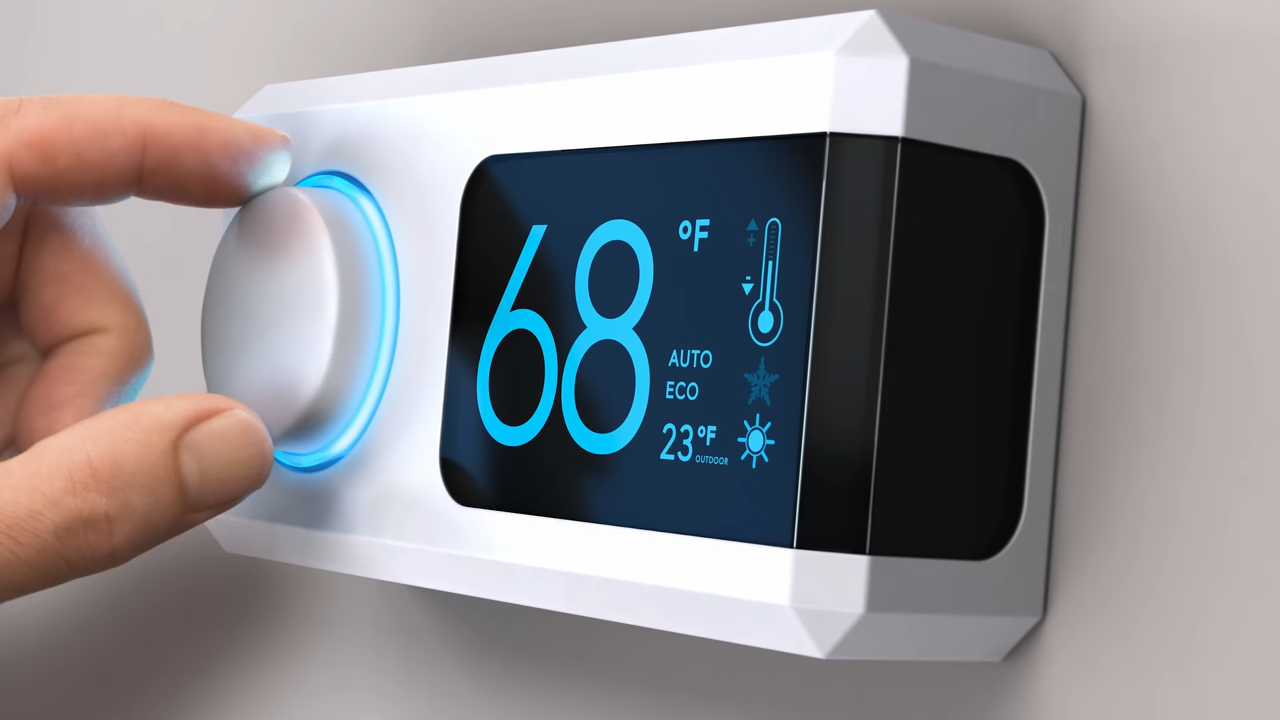 68 °F
AUTO
ECO
23 °F
OUTDOOR